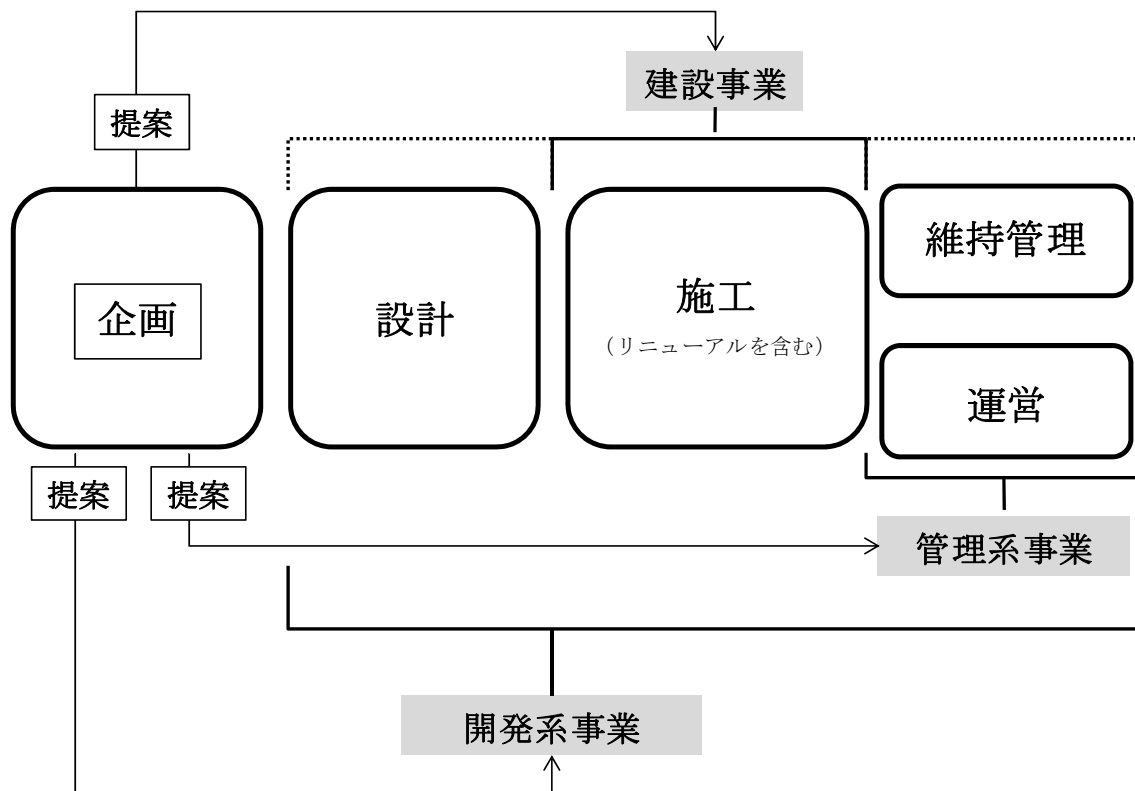 建設事業
提案
企画
設計
施工
（リニューアルを含む）
維持管理
運営
提案
提案
管理系事業
開発系事業